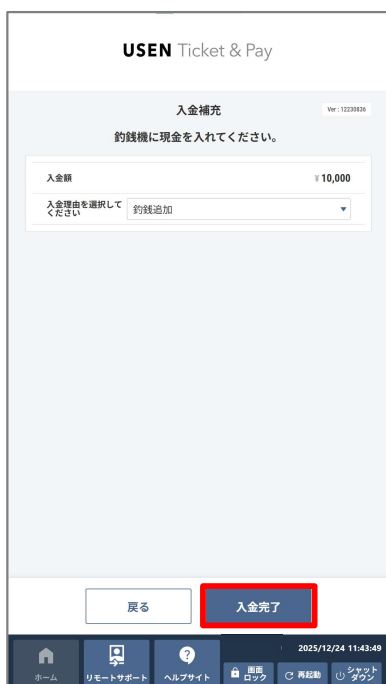 USEN Ticket & Pay
入金補充
Ver : 12230836
釣銭機に現金を入れてください。
入金額
¥ 10,000
入金理由を選択して
ください
釣銭追加
戻る
入金完了
2025/12/24 11:43:49
ホーム
リモートサポート
ヘルプサイト
画面
ロック
再起動
シャット
ダウン